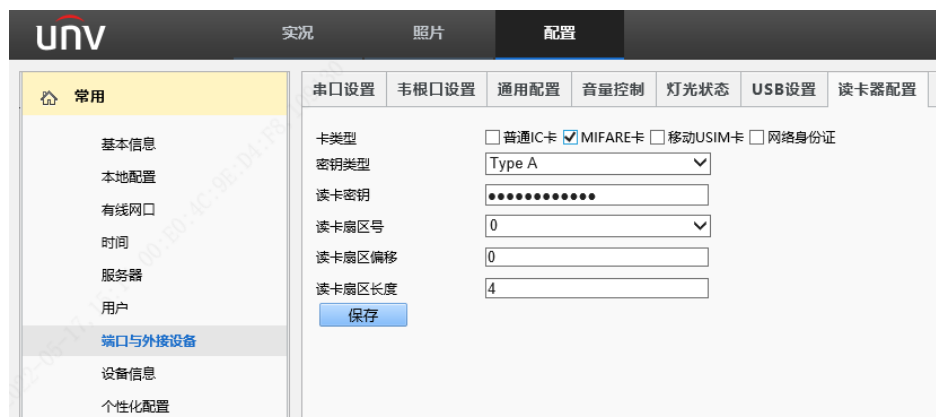 unv 实况 照片 配置
常用
基本信息
本地配置
有线网口
时间
服务器
用户
端口与外接设备
设备信息
个性化配置
串口设置 韦根口设置 通用配置 音量控制 灯光状态 USB设置 读卡器配置
卡类型 普通IC卡 MIFARE卡 移动USIM卡 网络身份证
密钥类型 Type A
读卡密钥 ●●●●●●●●●●●●
读卡扇区号 0
读卡扇区偏移 0
读卡扇区长度 4
保存